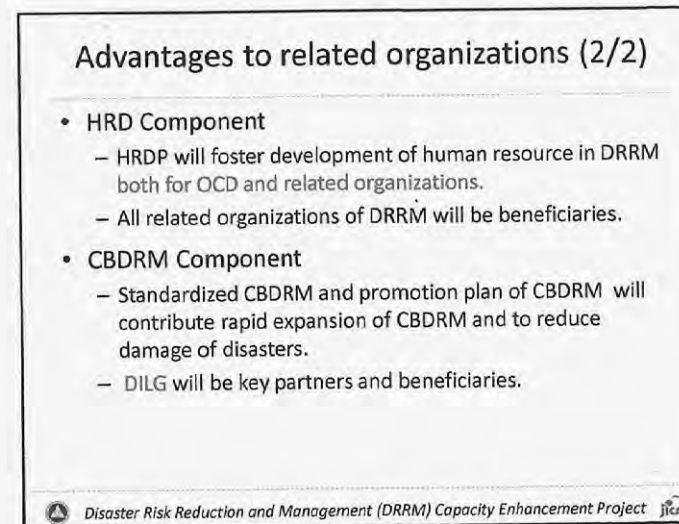 Advantages to related organizations (2/2)
• HRD Component
– HRDP will foster development of human resource in DRRM
both for OCD and related organizations.
– All related organizations of DRRM will be beneficiaries.
• CBDRM Component
– Standardized CBDRM and promotion plan of CBDRM will
contribute rapid expansion of CBDRM and to reduce
damage of disasters.
– DILG will be key partners and beneficiaries.
Disaster Risk Reduction and Management (DRRM) Capacity Enhancement Project